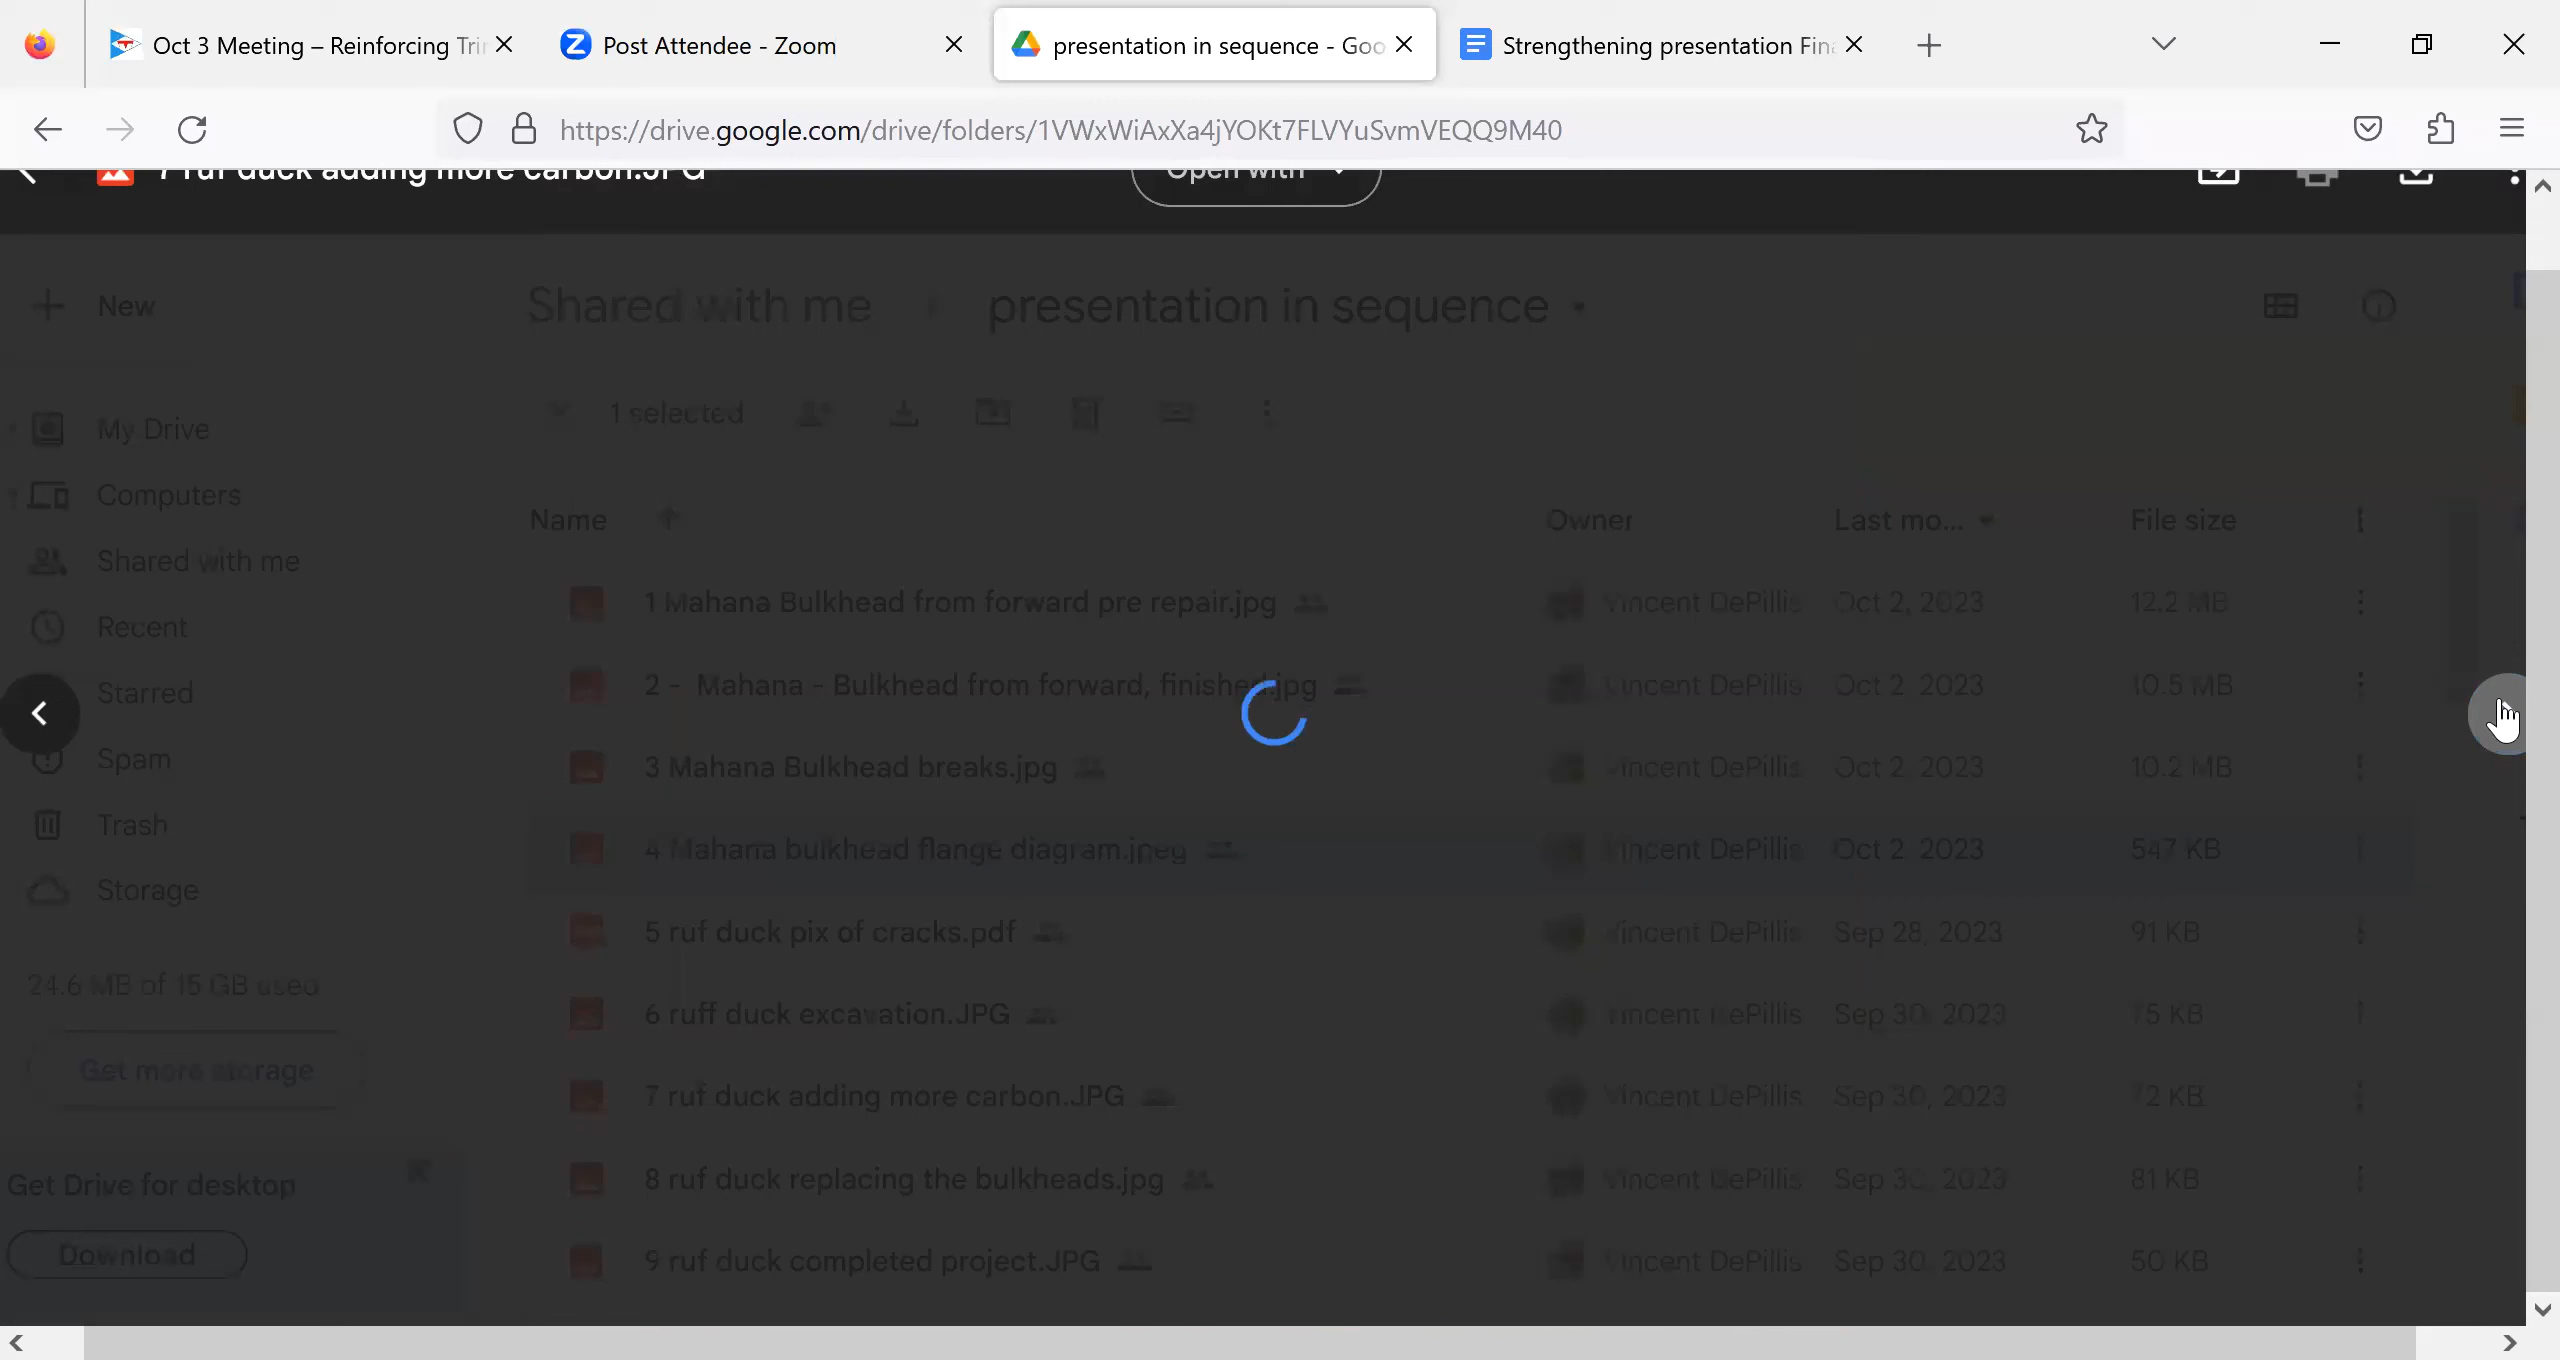 Oct 3 Meeting – Reinforcing Tri
Post Attendee - Zoom
presentation in sequence - Goo
Strengthening presentation Fina
https://drive.google.com/drive/folders/1VWxWiAxXa4jYOKt7FLVYuSvmVEQQ9M40
7 ruf duck adding more carbon.JPG
Open with
New
Shared with me
presentation in sequence
1 selected
My Drive
Computers
Shared with me
Recent
Starred
Spam
Trash
Storage
24.6 MB of 15 GB used
Get more storage
Get Drive for desktop
Download
Name Owner Last mo... File size
1 Mahana Bulkhead from forward pre repair.jpg Vincent DePillis Oct 2, 2023 12.2 MB
2 - Mahana - Bulkhead from forward, finished.jpg Vincent DePillis Oct 2, 2023 10.5 MB
3 Mahana Bulkhead breaks.jpg Vincent DePillis Oct 2, 2023 10.2 MB
4 Mahana bulkhead flange diagram.jpeg Vincent DePillis Oct 2, 2023 547 KB
5 ruf duck pix of cracks.pdf Vincent DePillis Sep 28, 2023 91 KB
6 ruff duck excavation.JPG Vincent DePillis Sep 30, 2023 75 KB
7 ruf duck adding more carbon.JPG Vincent DePillis Sep 30, 2023 72 KB
8 ruf duck replacing the bulkheads.jpg Vincent DePillis Sep 30, 2023 81 KB
9 ruf duck completed project.JPG Vincent DePillis Sep 30, 2023 50 KB